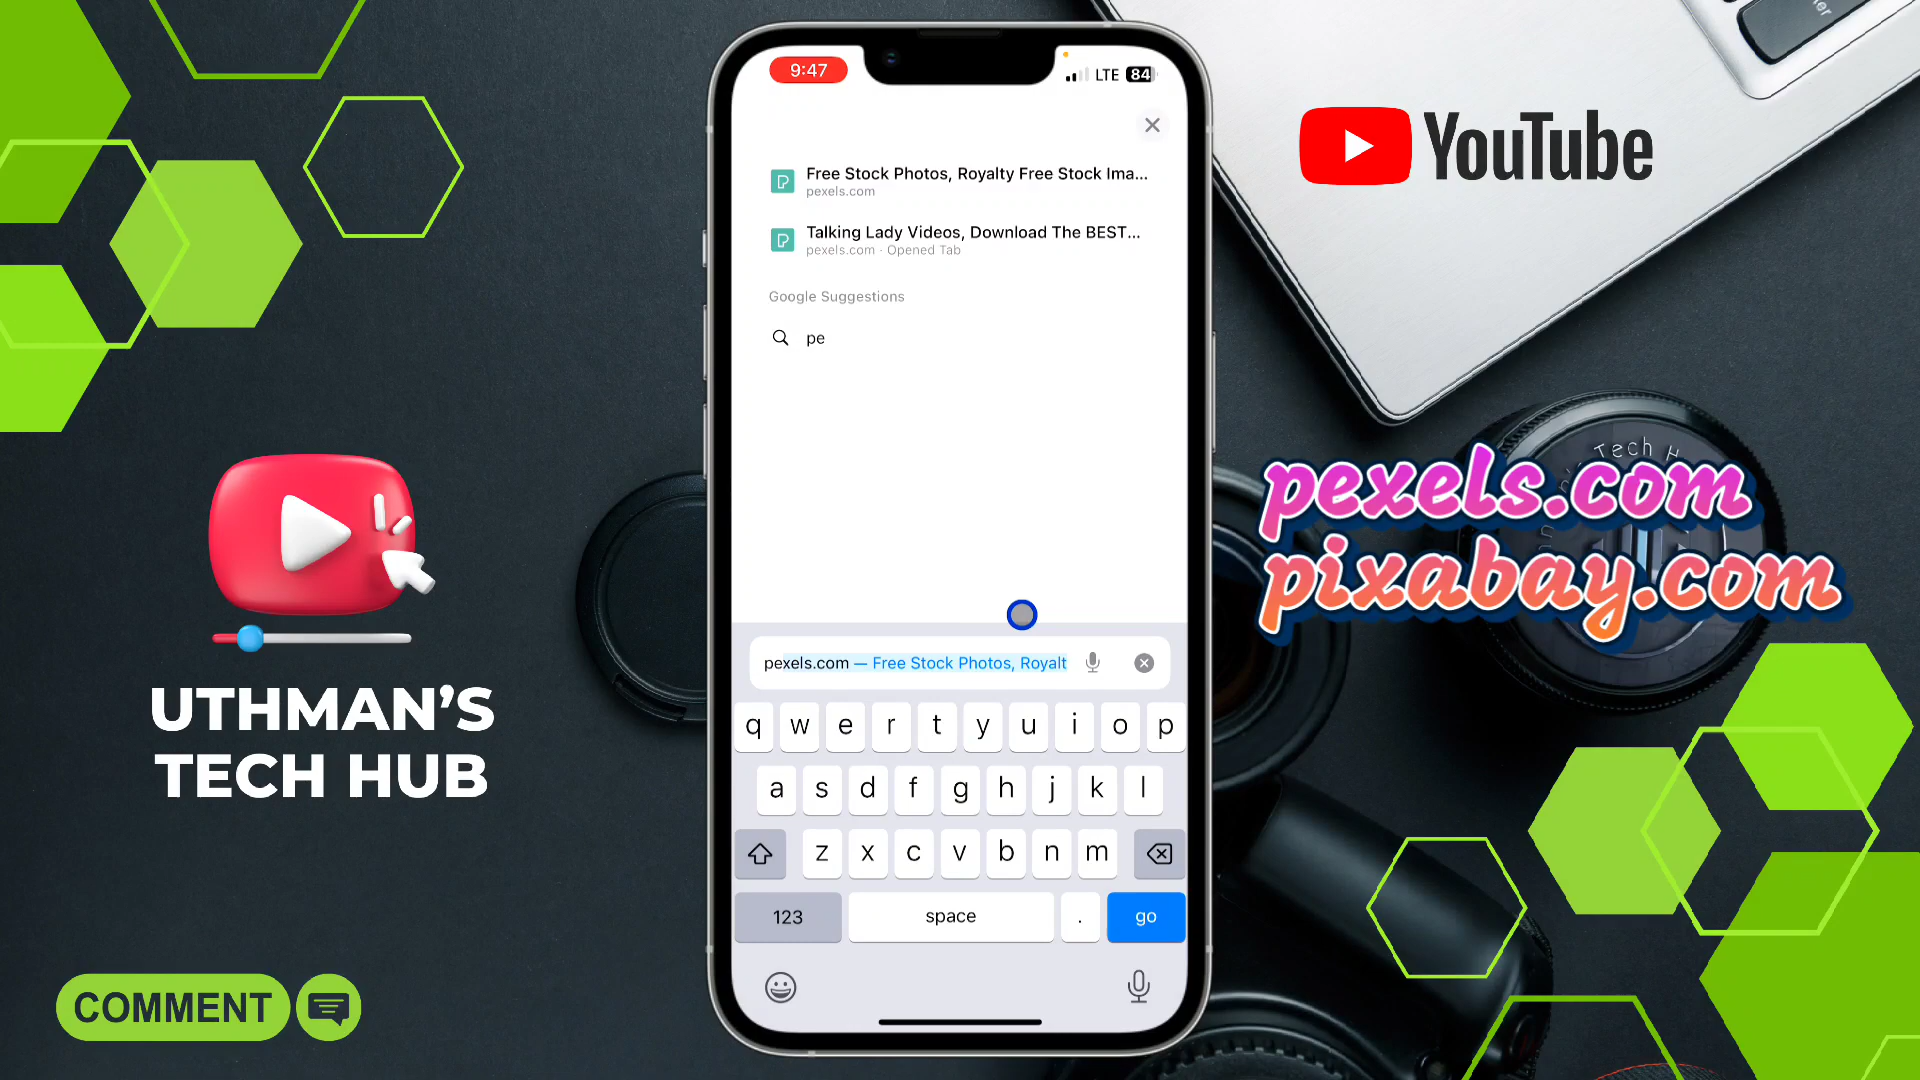 9:47
LTE 84
Free Stock Photos, Royalty Free Stock Ima...
pexels.com
Talking Lady Videos, Download The BEST...
pexels.com · Opened Tab
Google Suggestions
pe
pexels.com — Free Stock Photos, Royalt
q w e r t y u i o p
a s d f g h j k l
z x c v b n m
123 space . go
YouTube
Tech H
pexels.com
pixabay.com
UTHMAN'S
TECH HUB
COMMENT